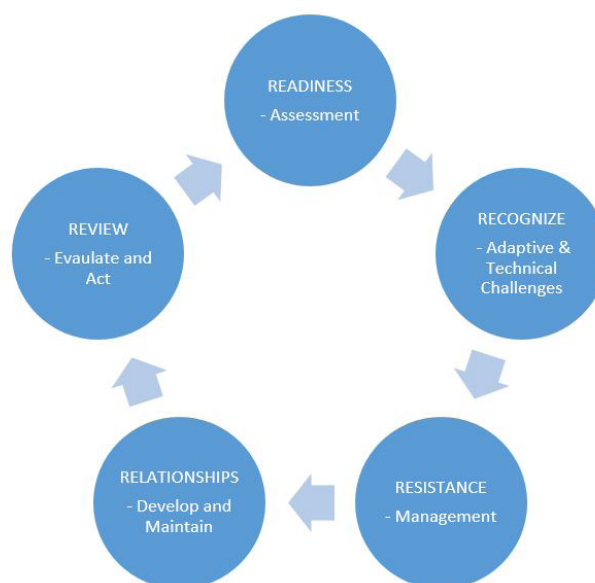 READINESS
- Assessment
RECOGNIZE
- Adaptive &
Technical
Challenges
RESISTANCE
- Management
RELATIONSHIPS
- Develop and
Maintain
REVIEW
- Evaulate and
Act